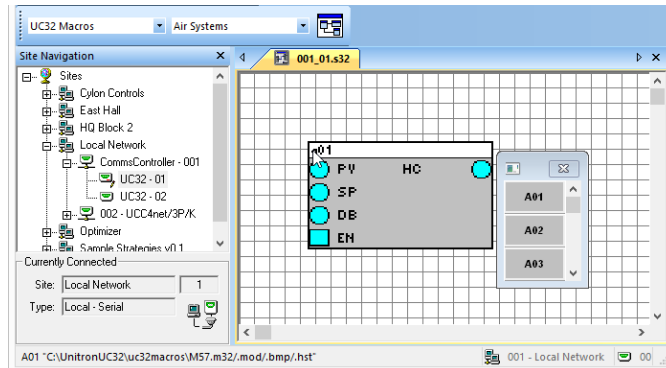 UC32 Macros
Air Systems
Site Navigation
001_01.s32
Sites
Cylon Controls
East Hall
HQ Block 2
Local Network
CommsController - 001
UC32 - 01
UC32 - 02
002 - UCC4net/3P/K
Optimizer
Sample Strategies v0.1
Currently Connected
Site: Local Network 1
Type: Local - Serial
01
PV HC
SP
DB
EN
A01
A02
A03
A01 "C:\UnitronUC32\uc32macros\M57.m32/.mod/.bmp/.hst"
001 - Local Network
00